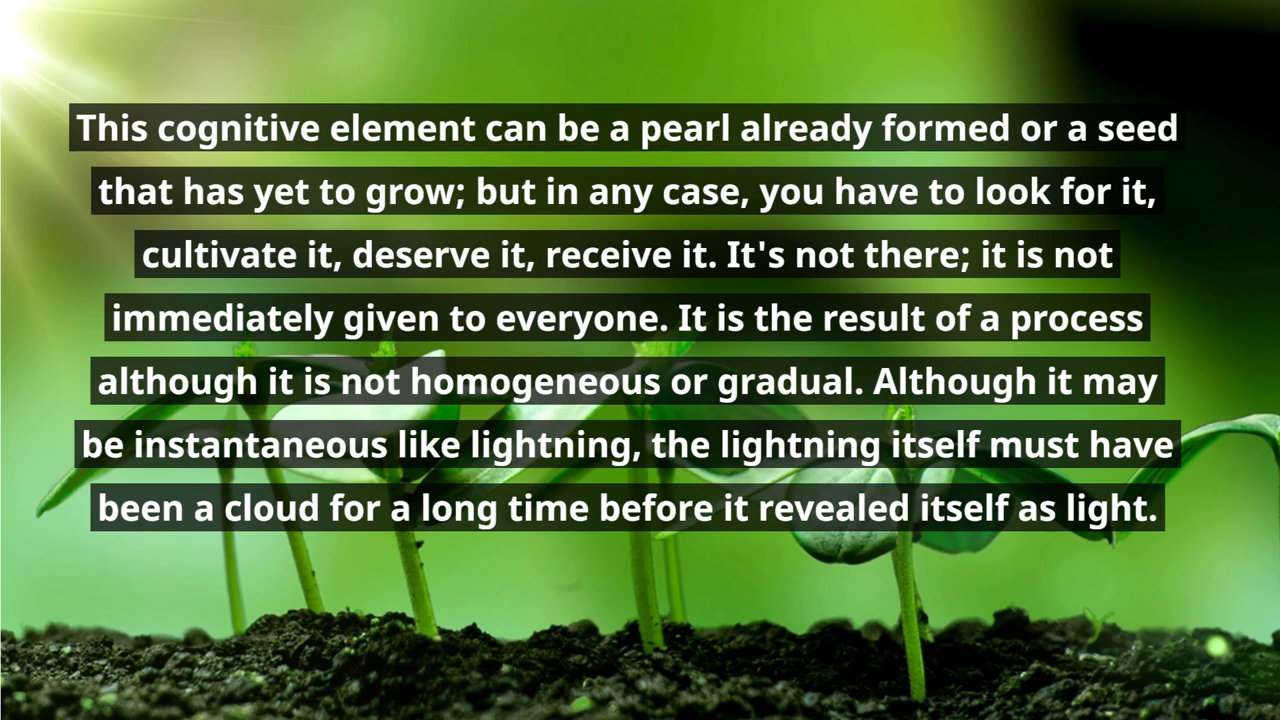 This cognitive element can be a pearl already formed or a seed
that has yet to grow; but in any case, you have to look for it,
cultivate it, deserve it, receive it. It's not there; it is not
immediately given to everyone. It is the result of a process
although it is not homogeneous or gradual. Although it may
be instantaneous like lightning, the lightning itself must have
been a cloud for a long time before it revealed itself as light.